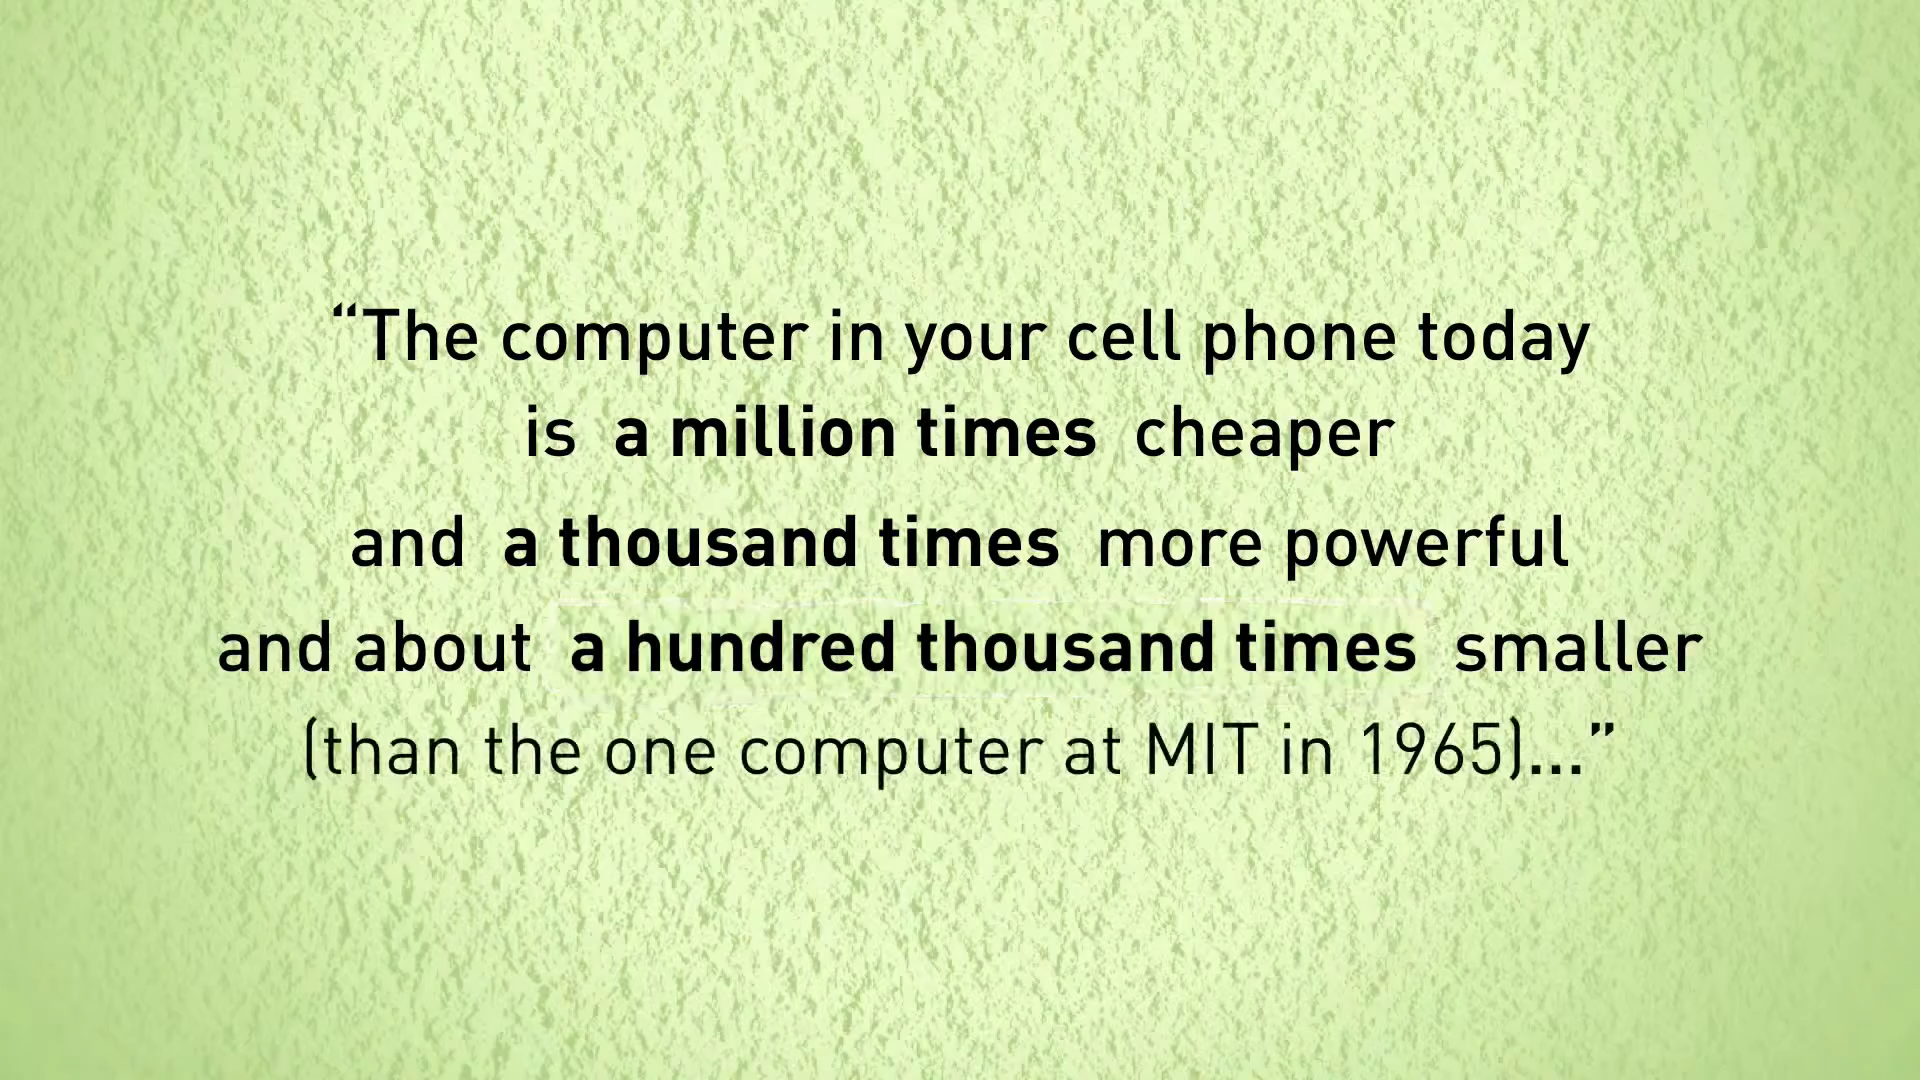 “The computer in your cell phone today
is a million times cheaper
and a thousand times more powerful
and about a hundred thousand times smaller
(than the one computer at MIT in 1965)...”